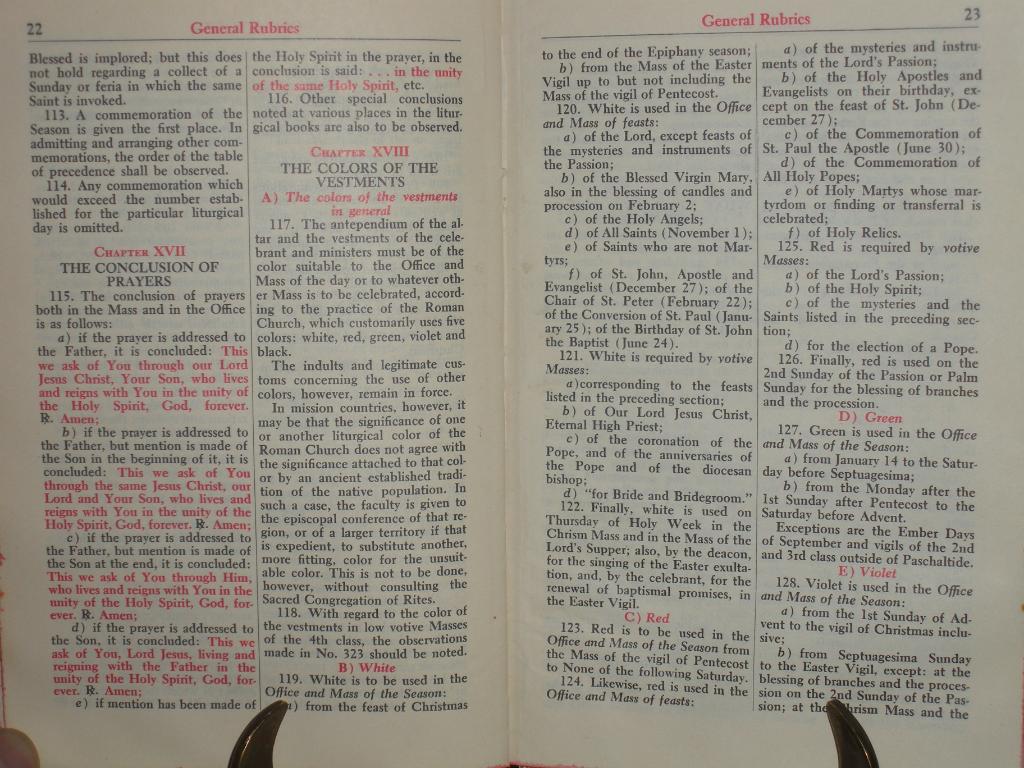 22
General Rubrics
Blessed is implored; but this does
not hold regarding a collect of a
Sunday or feria in which the same
Saint is invoked.
113. A commemoration of the
Season is given the first place. In
admitting and arranging other com-
memorations, the order of the table
of precedence shall be observed.
114. Any commemoration which
would exceed the number estab-
lished for the particular liturgical
day is omitted.
CHAPTER XVII
THE CONCLUSION OF
PRAYERS
115. The conclusion of prayers
both in the Mass and in the Office
is as follows:
a) if the prayer is addressed to
the Father, it is concluded: This
we ask of You through our Lord
Jesus Christ, Your Son, who lives
and reigns with You in the unity of
the Holy Spirit, God, forever.
℟. Amen;
b) if the prayer is addressed to
the Father, but mention is made of
the Son in the beginning of it, it is
concluded: This we ask of You
through the same Jesus Christ, our
Lord and Your Son, who lives and
reigns with You in the unity of the
Holy Spirit, God, forever. ℟. Amen;
c) if the prayer is addressed to
the Father, but mention is made of
the Son at the end, it is concluded:
This we ask of You through Him,
who lives and reigns with You in the
unity of the Holy Spirit, God, for-
ever. ℟. Amen;
d) if the prayer is addressed to
the Son, it is concluded: This we
ask of You, Lord Jesus, living and
reigning with the Father in the
unity of the Holy Spirit, God, for-
ever. ℟. Amen;
e) if mention has been made of
the Holy Spirit in the prayer, in the
conclusion is said: . . . in the unity
of the same Holy Spirit, etc.
116. Other special conclusions
noted at various places in the litur-
gical books are also to be observed.
CHAPTER XVIII
THE COLORS OF THE
VESTMENTS
A) The colors of the vestments
in general
117. The antependium of the al-
tar and the vestments of the cele-
brant and ministers must be of the
color suitable to the Office and
Mass of the day or to whatever oth-
er Mass is to be celebrated, accord-
ing to the practice of the Roman
Church, which customarily uses five
colors: white, red, green, violet and
black.
The indults and legitimate cus-
toms concerning the use of other
colors, however, remain in force.
In mission countries, however, it
may be that the significance of one
or another liturgical color of the
Roman Church does not agree with
the significance attached to that col-
or by an ancient established tradi-
tion of the native population. In
such a case, the faculty is given to
the episcopal conference of that re-
gion, or of a larger territory if that
is expedient, to substitute another,
more fitting, color for the unsuit-
able color. This is not to be done,
however, without consulting the
Sacred Congregation of Rites.
118. With regard to the color of
the vestments in low votive Masses
of the 4th class, the observations
made in No. 323 should be noted.
B) White
119. White is to be used in the
Office and Mass of the Season:
) from the feast of Christmas
General Rubrics
23
to the end of the Epiphany season;
b) from the Mass of the Easter
Vigil up to but not including the
Mass of the vigil of Pentecost.
120. White is used in the Office
and Mass of feasts:
a) of the Lord, except feasts of
the mysteries and instruments of
the Passion;
b) of the Blessed Virgin Mary,
also in the blessing of candles and
procession on February 2;
c) of the Holy Angels;
d) of All Saints (November 1);
e) of Saints who are not Mar-
tyrs;
f) of St. John, Apostle and
Evangelist (December 27); of the
Chair of St. Peter (February 22);
of the Conversion of St. Paul (Janu-
ary 25); of the Birthday of St. John
the Baptist (June 24).
121. White is required by votive
Masses:
a)corresponding to the feasts
listed in the preceding section;
b) of Our Lord Jesus Christ,
Eternal High Priest;
c) of the coronation of the
Pope, and of the anniversaries of
the Pope and of the diocesan
bishop;
d) “for Bride and Bridegroom.”
122. Finally, white is used on
Thursday of Holy Week in the
Chrism Mass and in the Mass of the
Lord's Supper; also, by the deacon,
for the singing of the Easter exulta-
tion, and, by the celebrant, for the
renewal of baptismal promises, in
the Easter Vigil.
C) Red
123. Red is to be used in the
Office and Mass of the Season from
the Mass of the vigil of Pentecost
to None of the following Saturday.
124. Likewise, red is used in the
Office and Mass of feasts:
a) of the mysteries and instru-
ments of the Lord's Passion;
b) of the Holy Apostles and
Evangelists on their birthday, ex-
cept on the feast of St. John (De-
cember 27);
c) of the Commemoration of
St. Paul the Apostle (June 30);
d) of the Commemoration of
All Holy Popes;
e) of Holy Martys whose mar-
tyrdom or finding or transferral is
celebrated;
f) of Holy Relics.
125. Red is required by votive
Masses:
a) of the Lord's Passion;
b) of the Holy Spirit;
c) of the mysteries and the
Saints listed in the preceding sec-
tion;
d) for the election of a Pope.
126. Finally, red is used on the
2nd Sunday of the Passion or Palm
Sunday for the blessing of branches
and the procession.
D) Green
127. Green is used in the Office
and Mass of the Season:
a) from January 14 to the Satur-
day before Septuagesima;
b) from the Monday after the
1st Sunday after Pentecost to the
Saturday before Advent.
Exceptions are the Ember Days
of September and vigils of the 2nd
and 3rd class outside of Paschaltide.
E) Violet
128. Violet is used in the Office
and Mass of the Season:
a) from the 1st Sunday of Ad-
vent to the vigil of Christmas inclu-
sive;
b) from Septuagesima Sunday
to the Easter Vigil, except: at the
blessing of branches and the proces-
sion on the 2nd Sunday of the Pas-
sion; at the Chrism Mass and the